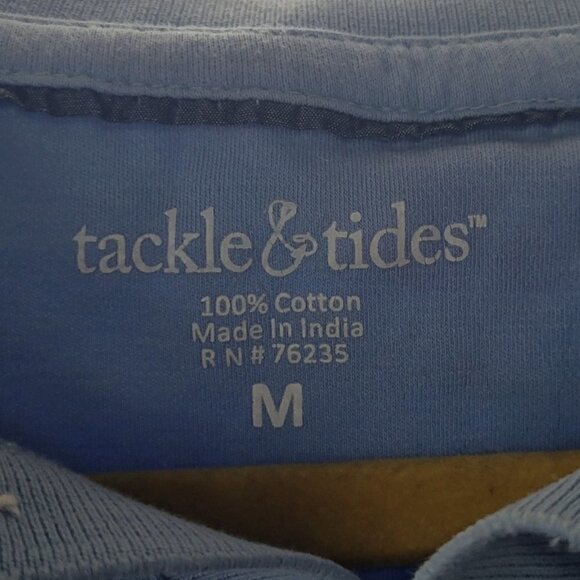 tackle & tides™
100% Cotton
Made In India
R N # 76235
M